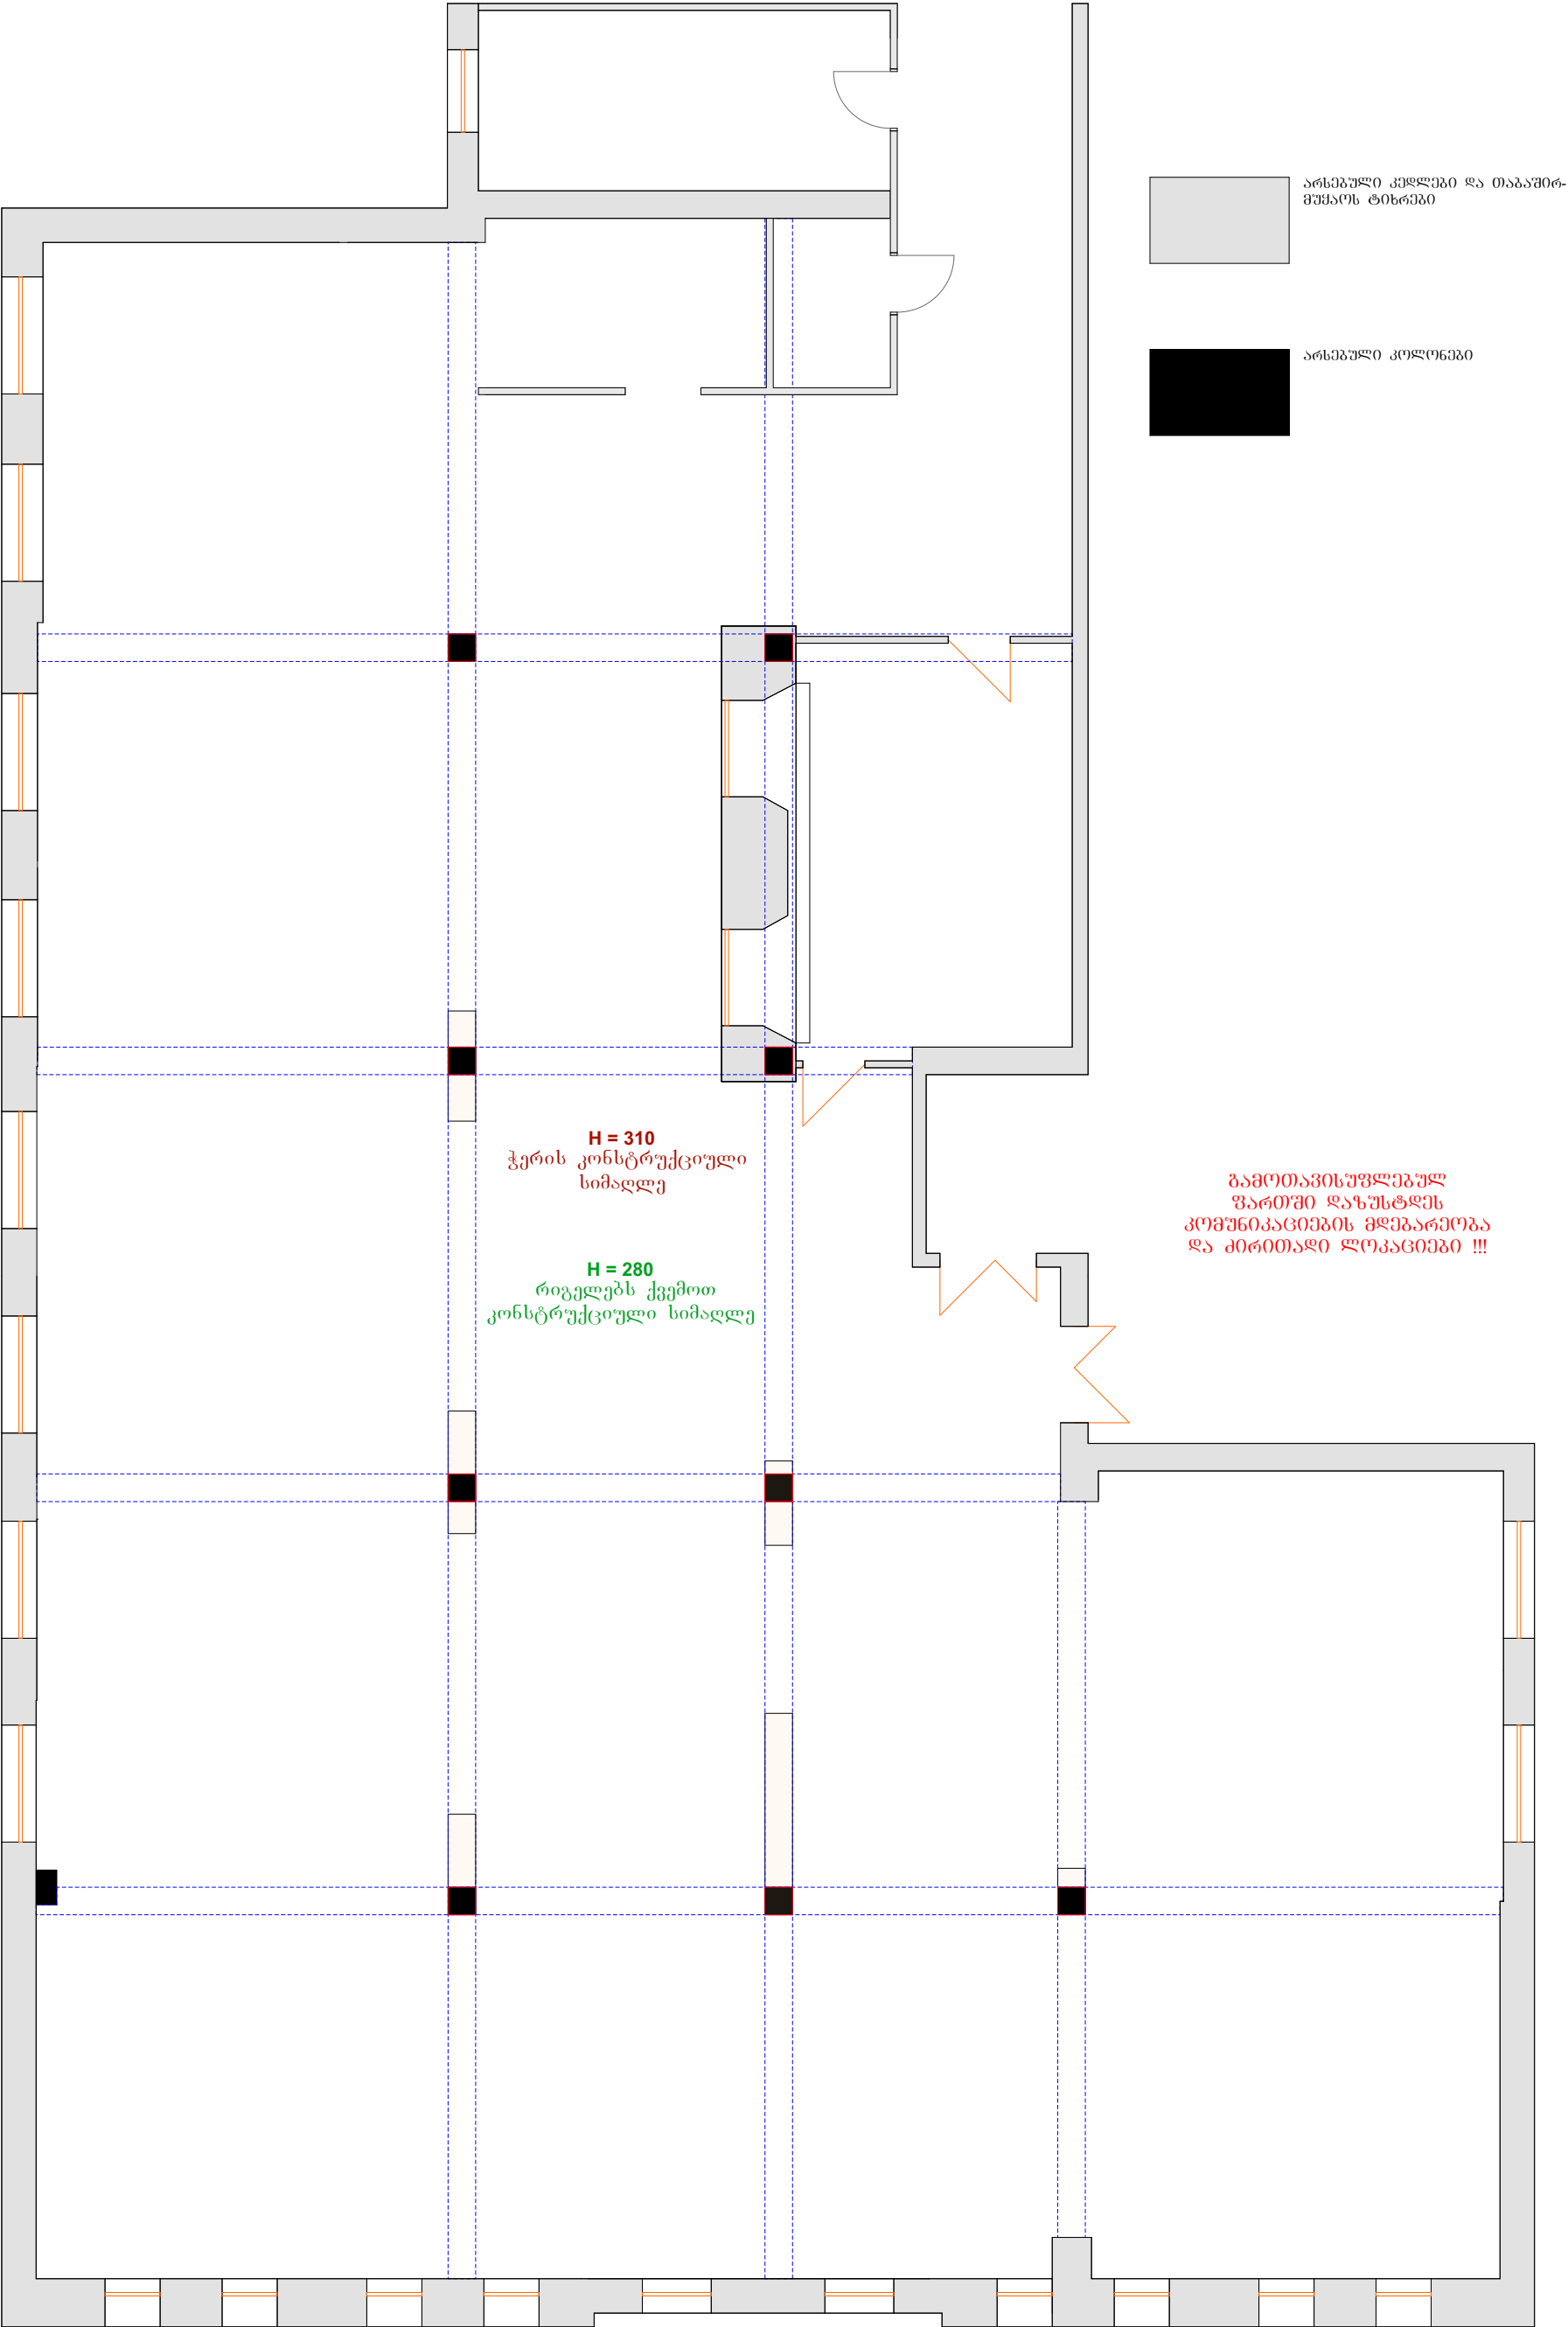 არსებული კედლები და თაბაშირ-
მუყაოს ტიხრები
არსებული კოლონები
H = 310
ჭერის კონსტრუქციული
სიმაღლე
H = 280
რიგელებს ქვემოთ
კონსტრუქციული სიმაღლე
გამოთავისუფლებულ
ფართში დაზუსტდეს
კომუნიკაციების მდებარეობა
და ძირითადი ლოკაციები !!!